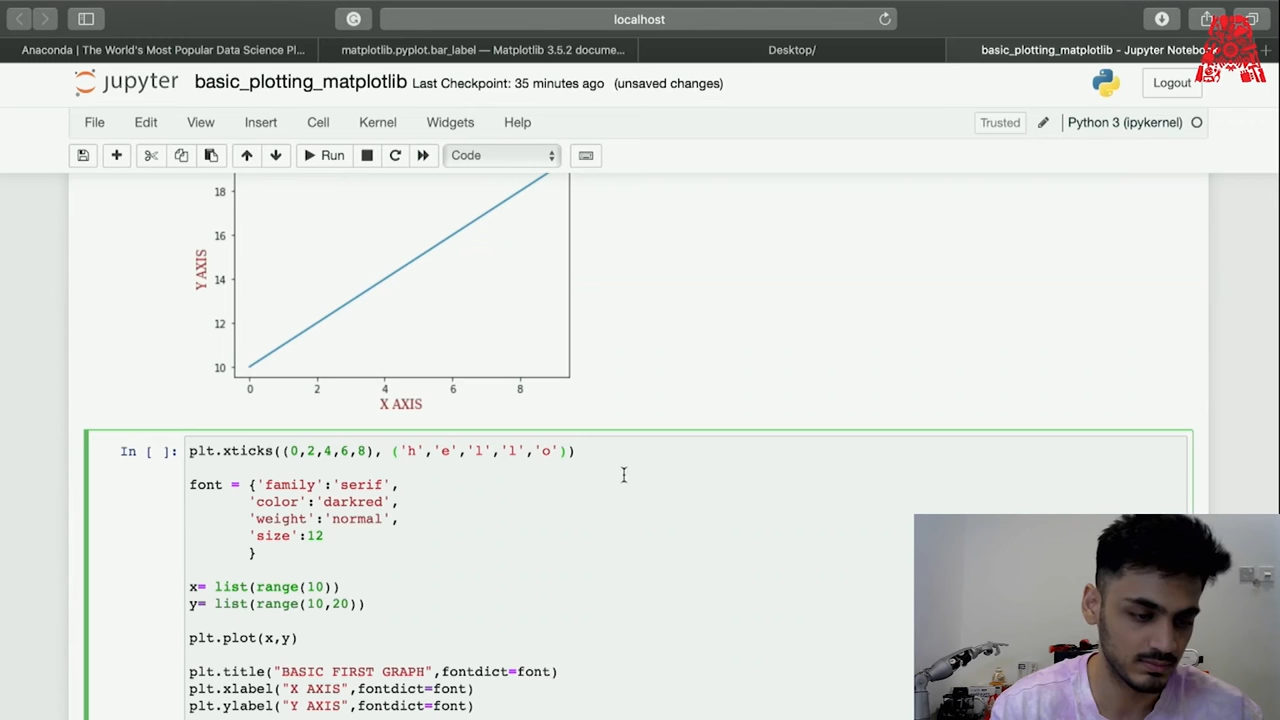 localhost
Anaconda | The World's Most Popular Data Science Pl...
matplotlib.pyplot.bar_label — Matplotlib 3.5.2 docume...
Desktop/
basic_plotting_matplotlib - Jupyter Notebo
jupyter basic_plotting_matplotlib Last Checkpoint: 35 minutes ago (unsaved changes)
Logout
File Edit View Insert Cell Kernel Widgets Help
Trusted
Python 3 (ipykernel)
Run
Code
18
16
14
12
10
Y AXIS
0 2 4 6 8
X AXIS
In [ ]: plt.xticks((0,2,4,6,8), ('h','e','l','l','o'))
font = {'family':'serif',
'color':'darkred',
'weight':'normal',
'size':12
}
x= list(range(10))
y= list(range(10,20))
plt.plot(x,y)
plt.title("BASIC FIRST GRAPH",fontdict=font)
plt.xlabel("X AXIS",fontdict=font)
plt.ylabel("Y AXIS",fontdict=font)